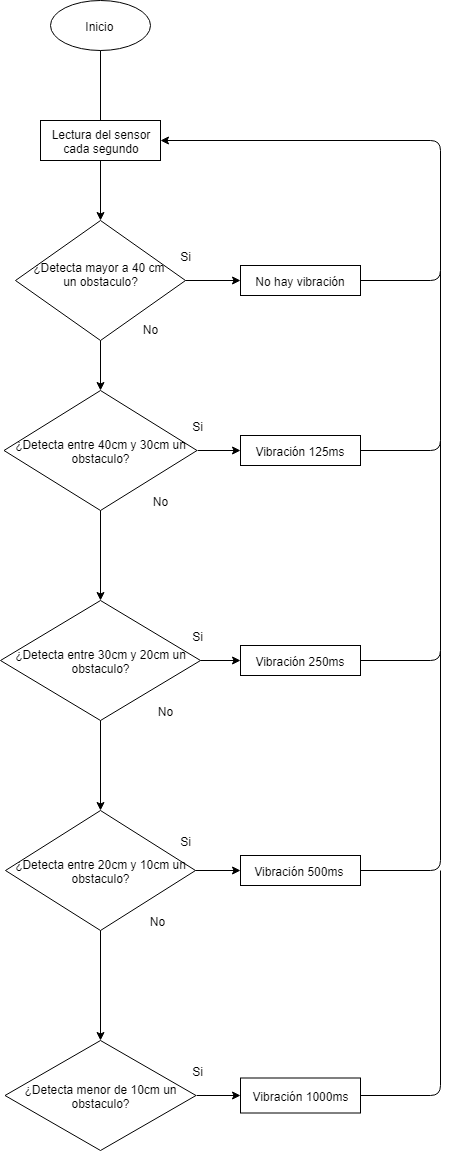 Inicio
Lectura del sensor
cada segundo
¿Detecta mayor a 40 cm
un obstaculo?
Si
No hay vibración
No
¿Detecta entre 40cm y 30cm un
obstaculo?
Si
Vibración 125ms
No
¿Detecta entre 30cm y 20cm un
obstaculo?
Si
Vibración 250ms
No
¿Detecta entre 20cm y 10cm un
obstaculo?
Si
Vibración 500ms
No
¿Detecta menor de 10cm un
obstaculo?
Si
Vibración 1000ms